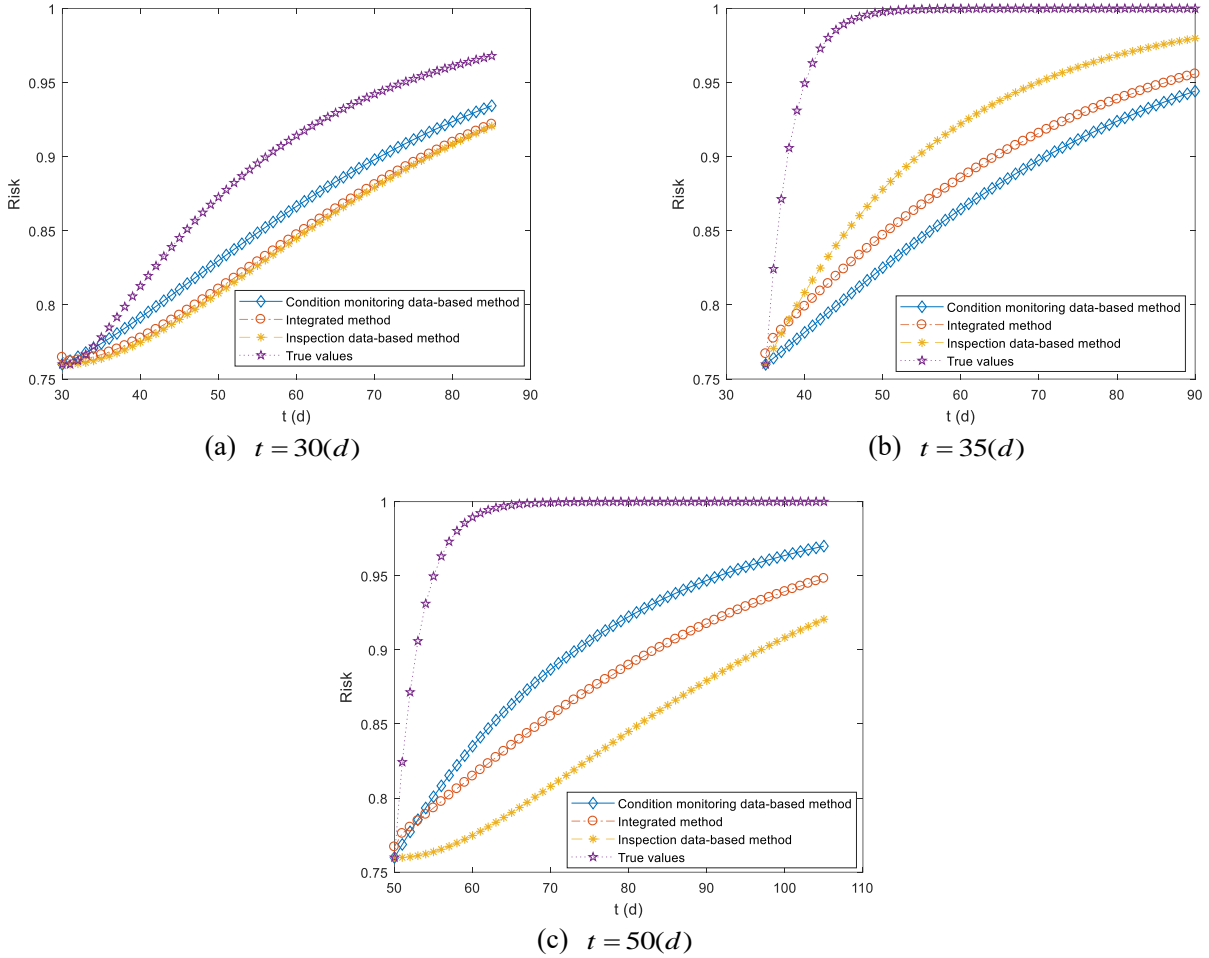 1
0.95
0.9
0.85
0.8
0.75
Risk
30 40 50 60 70 80 90
t (d)
Condition monitoring data-based method
Integrated method
Inspection data-based method
True values
(a) t = 30(d)
1
0.95
0.9
0.85
0.8
0.75
Risk
30 40 50 60 70 80 90
t (d)
Condition monitoring data-based method
Integrated method
Inspection data-based method
True values
(b) t = 35(d)
1
0.95
0.9
0.85
0.8
0.75
Risk
50 60 70 80 90 100 110
t (d)
Condition monitoring data-based method
Integrated method
Inspection data-based method
True values
(c) t = 50(d)